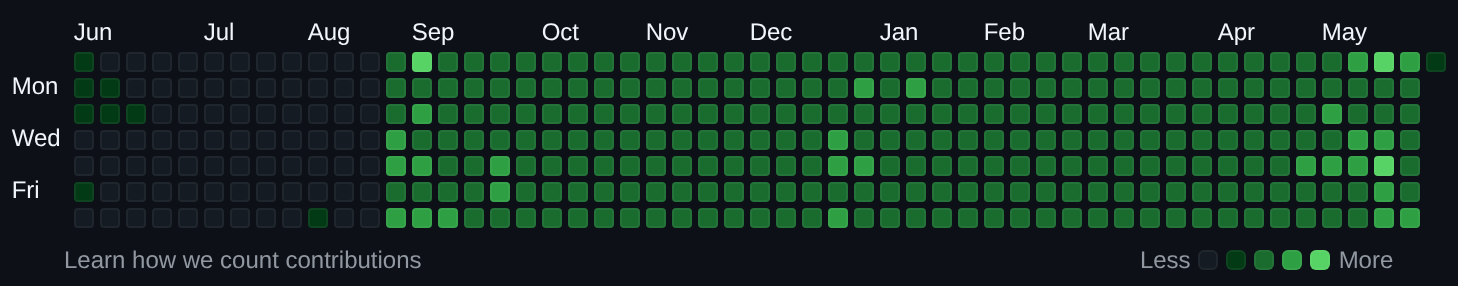 Jun Jul Aug Sep Oct Nov Dec Jan Feb Mar Apr May
Mon
Wed
Fri
Learn how we count contributions Less More